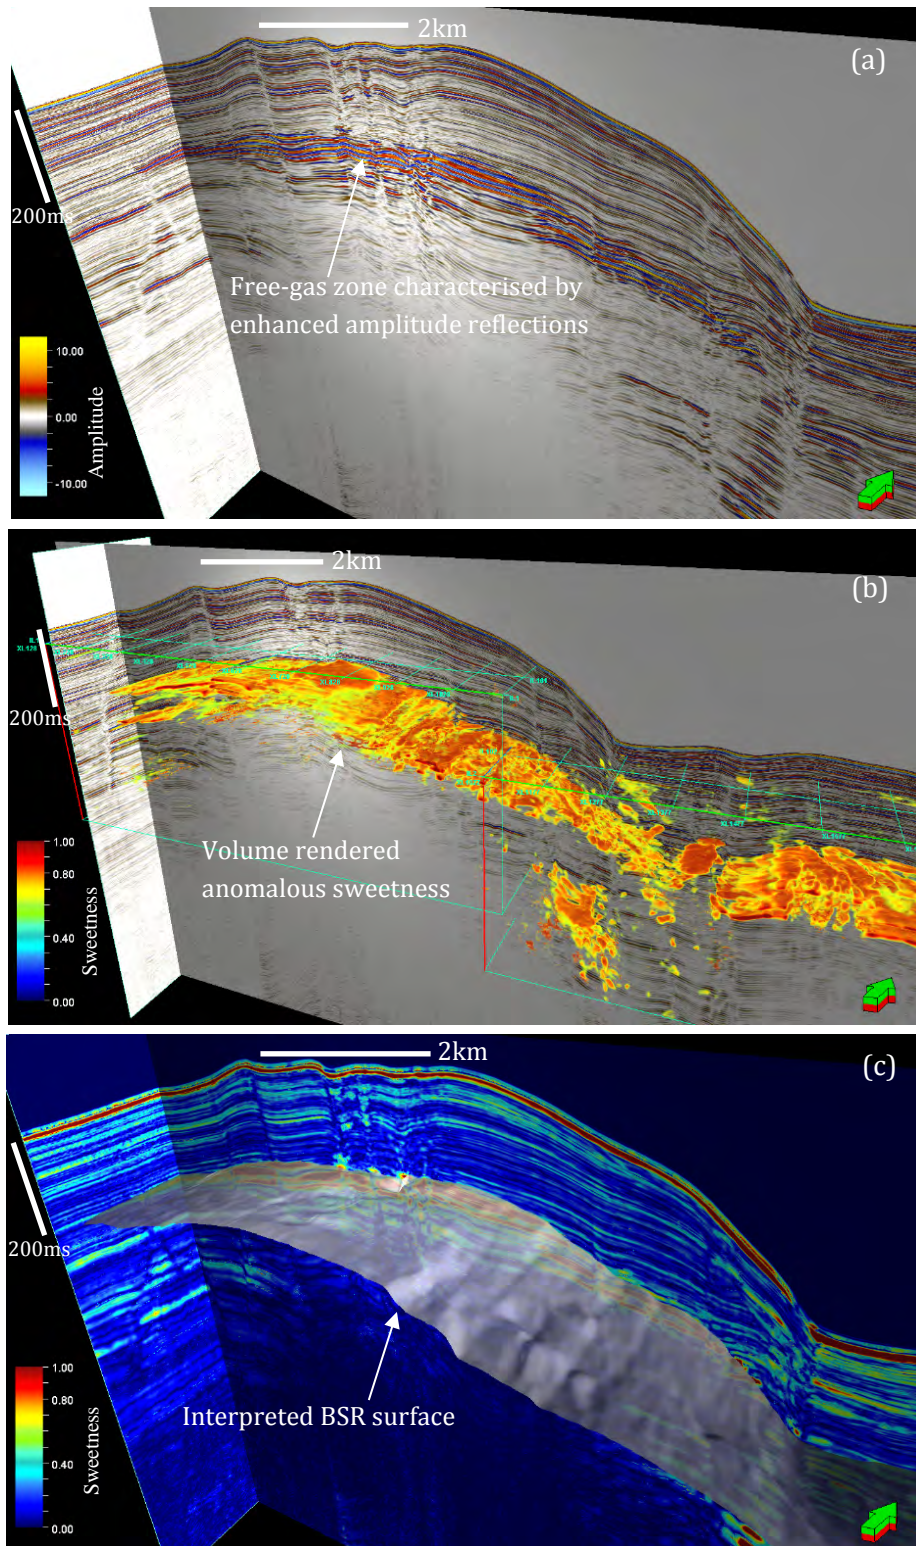 2km
(a)
200ms
Free-gas zone characterised by
enhanced amplitude reflections
10.00
0.00
-10.00
Amplitude
2km
(b)
200ms
Volume rendered
anomalous sweetness
1.00
0.80
0.40
0.00
Sweetness
2km
(c)
200ms
Interpreted BSR surface
1.00
0.80
0.40
0.00
Sweetness